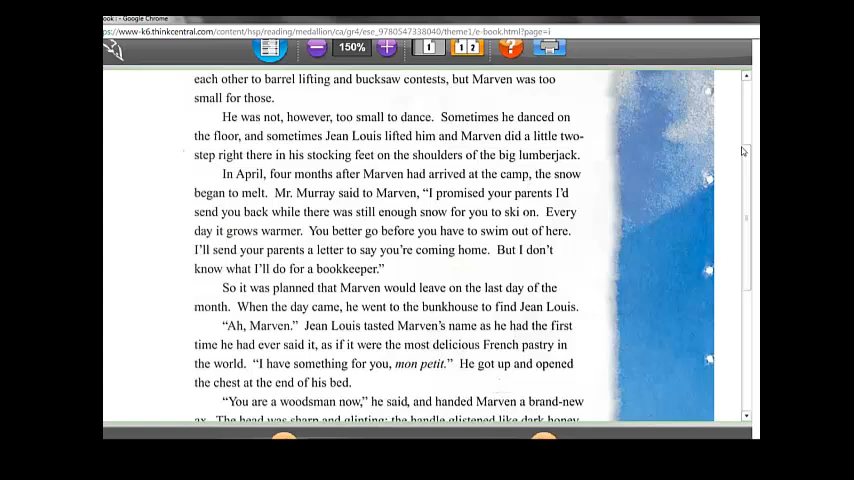 ook : - Google Chrome
ps://www-k6.thinkcentral.com/content/hsp/reading/medallion/ca/gr4/ese_9780547338040/theme1/e-book.html?page=i
150%
1
1 2
?
each other to barrel lifting and bucksaw contests, but Marven was too
small for those.
He was not, however, too small to dance. Sometimes he danced on
the floor, and sometimes Jean Louis lifted him and Marven did a little two-
step right there in his stocking feet on the shoulders of the big lumberjack.
In April, four months after Marven had arrived at the camp, the snow
began to melt. Mr. Murray said to Marven, “I promised your parents I’d
send you back while there was still enough snow for you to ski on. Every
day it grows warmer. You better go before you have to swim out of here.
I’ll send your parents a letter to say you’re coming home. But I don’t
know what I’ll do for a bookkeeper.”
So it was planned that Marven would leave on the last day of the
month. When the day came, he went to the bunkhouse to find Jean Louis.
“Ah, Marven.” Jean Louis tasted Marven’s name as he had the first
time he had ever said it, as if it were the most delicious French pastry in
the world. “I have something for you, mon petit.” He got up and opened
the chest at the end of his bed.
“You are a woodsman now,” he said, and handed Marven a brand-new
ax. The head was sharp and glinting; the handle glistened like dark honey